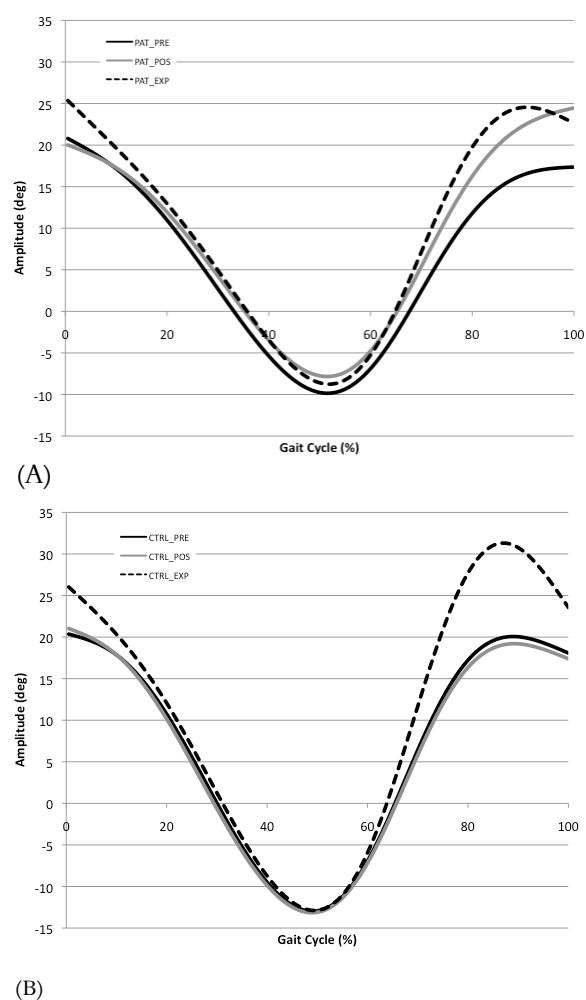 35
30
25
20
15
10
5
0
-5
-10
-15
Amplitude (deg)
PAT_PRE
PAT_POS
PAT_EXP
0 20 40 60 80 100
Gait Cycle (%)
(A)
35
30
25
20
15
10
5
0
-5
-10
-15
Amplitude (deg)
CTRL_PRE
CTRL_POS
CTRL_EXP
0 20 40 60 80 100
Gait Cycle (%)
(B)